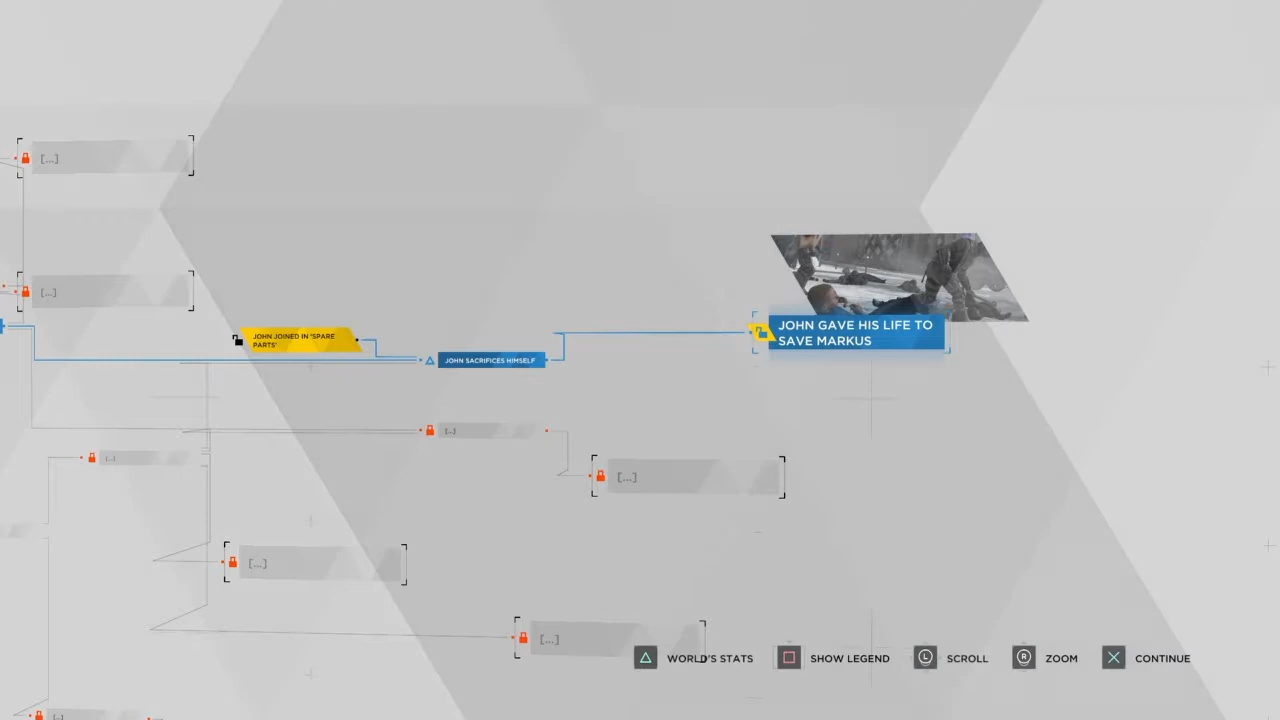 [...]
[...]
JOHN JOINED IN 'SPARE
PARTS'
JOHN SACRIFICES HIMSELF
JOHN GAVE HIS LIFE TO
SAVE MARKUS
[...]
[...]
[...]
[...]
[...]
WORLD'S STATS
SHOW LEGEND
L
SCROLL
R
ZOOM
CONTINUE
[...]